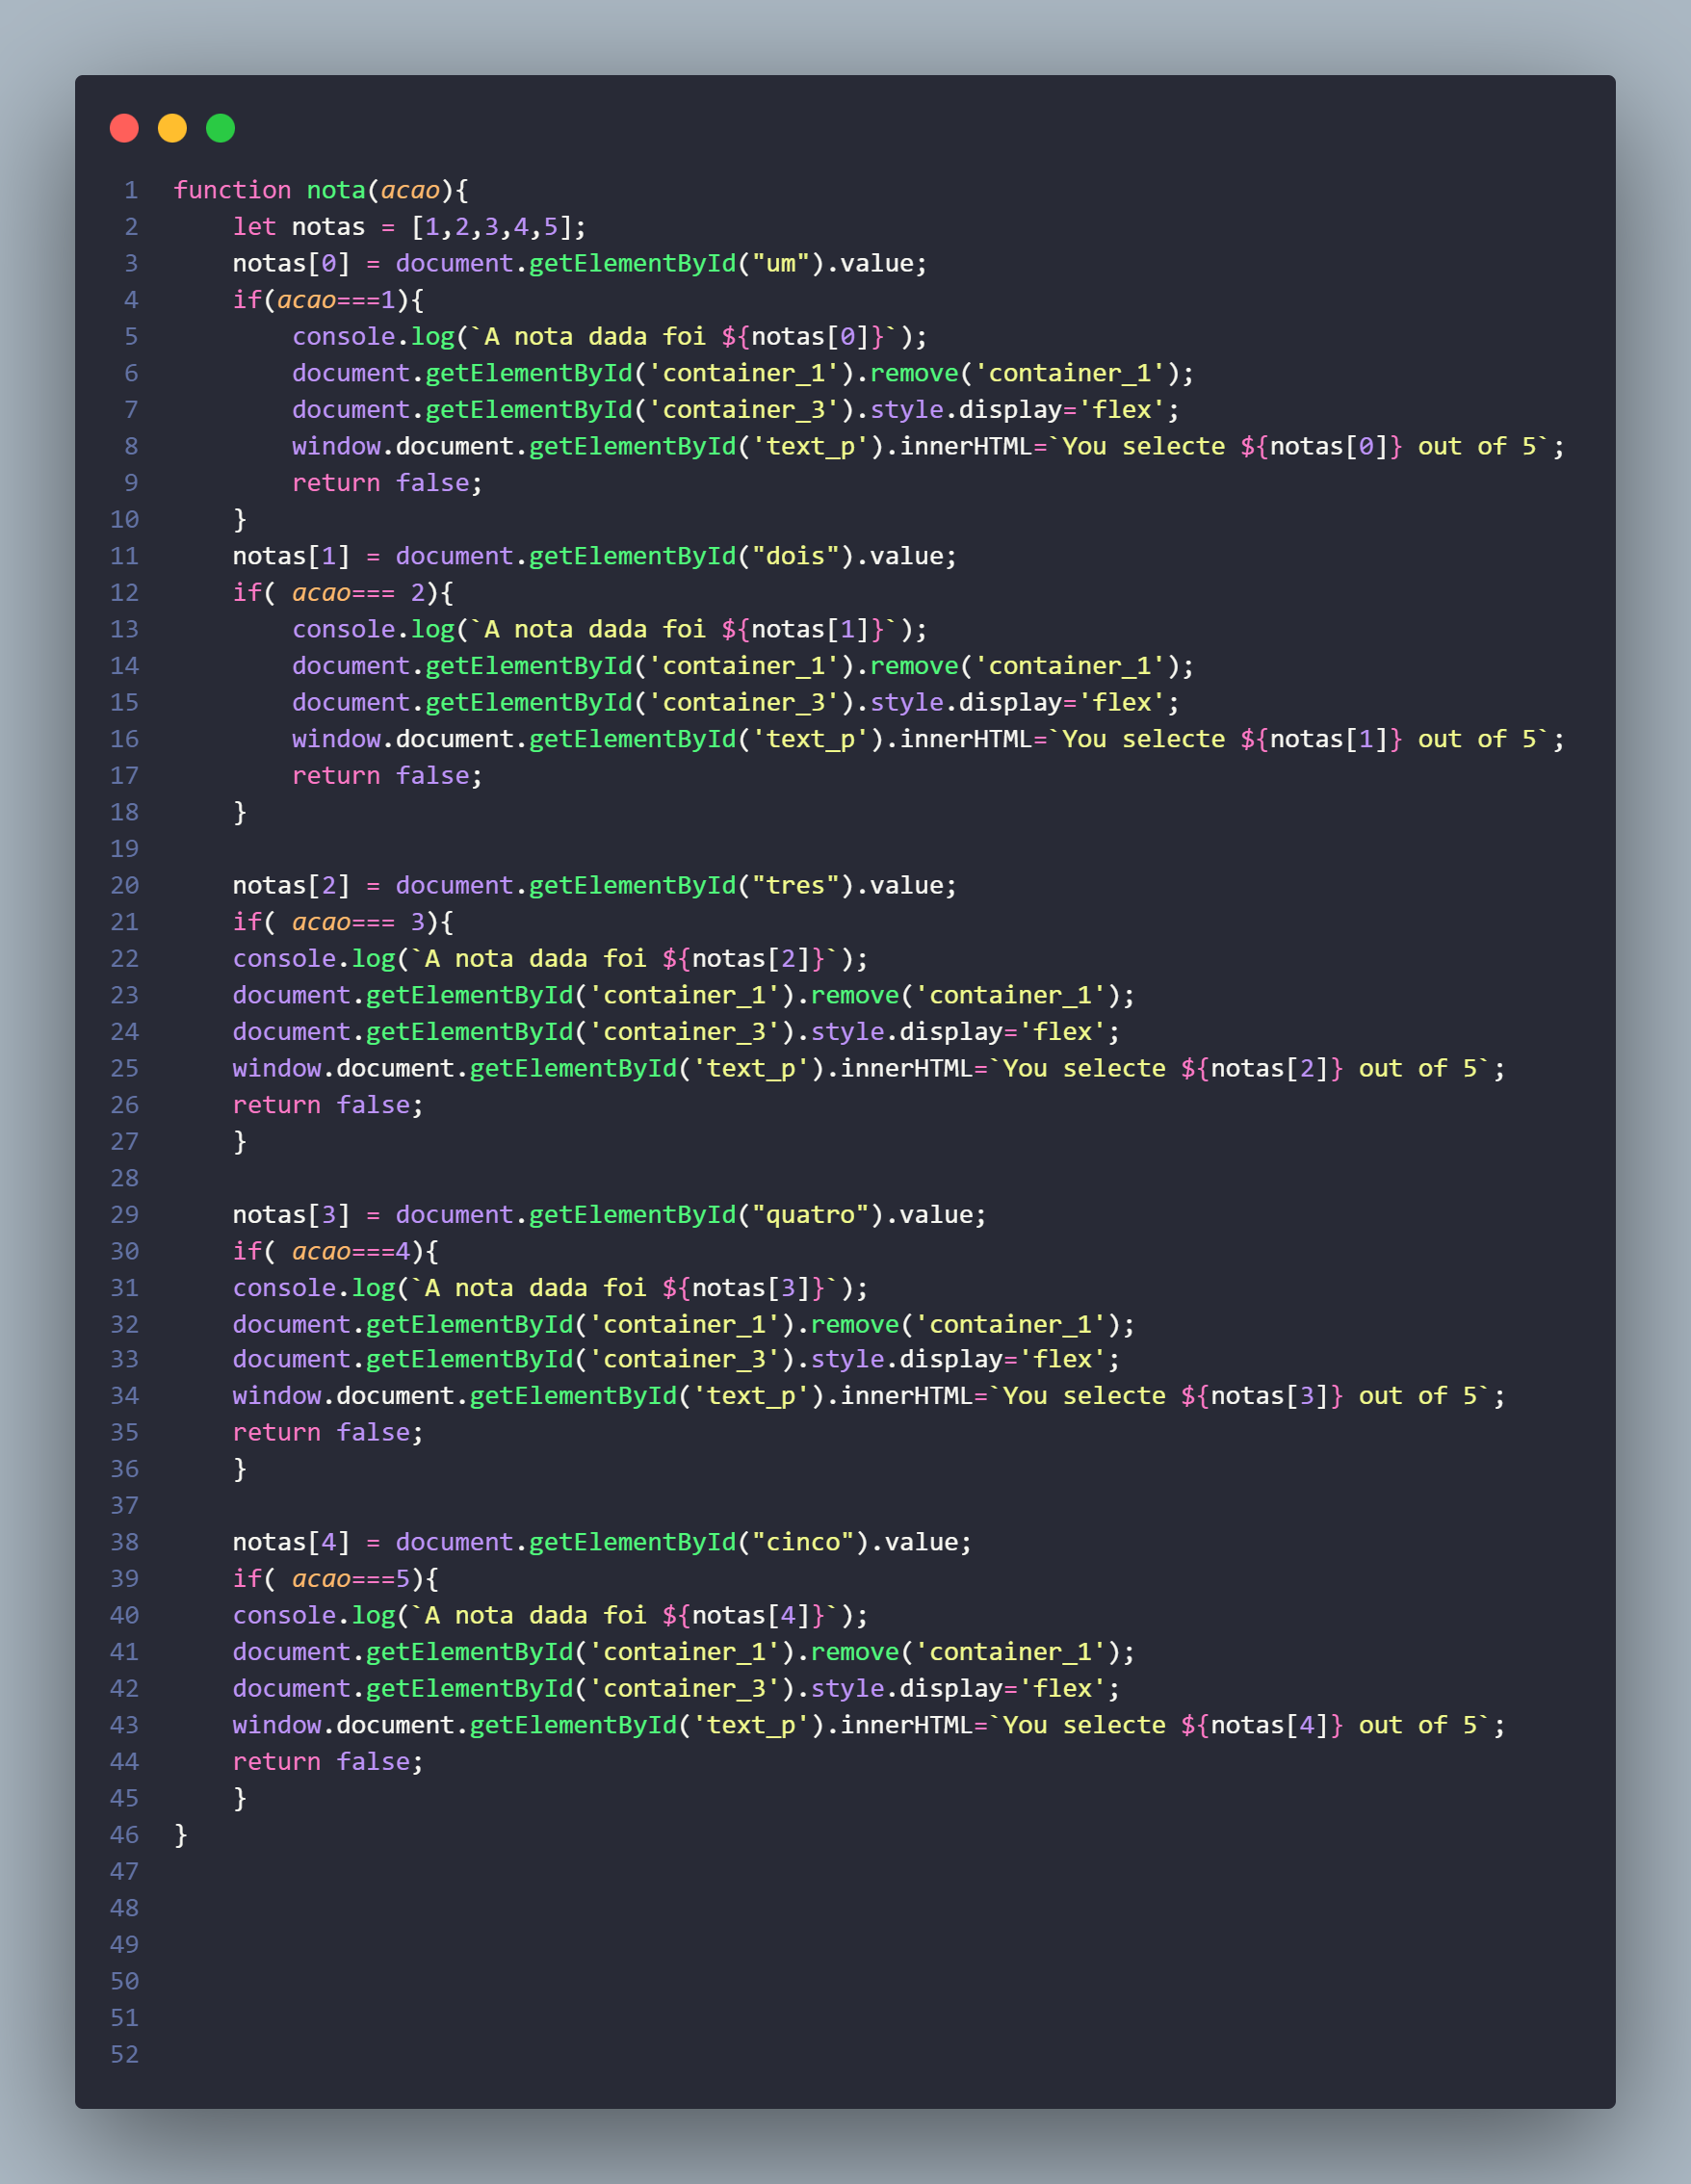 1 function nota(acao){
2 let notas = [1,2,3,4,5];
3 notas[0] = document.getElementById("um").value;
4 if(acao===1){
5 console.log(`A nota dada foi ${notas[0]}`);
6 document.getElementById('container_1').remove('container_1');
7 document.getElementById('container_3').style.display='flex';
8 window.document.getElementById('text_p').innerHTML=`You selecte ${notas[0]} out of 5`;
9 return false;
10 }
11 notas[1] = document.getElementById("dois").value;
12 if( acao=== 2){
13 console.log(`A nota dada foi ${notas[1]}`);
14 document.getElementById('container_1').remove('container_1');
15 document.getElementById('container_3').style.display='flex';
16 window.document.getElementById('text_p').innerHTML=`You selecte ${notas[1]} out of 5`;
17 return false;
18 }
19
20 notas[2] = document.getElementById("tres").value;
21 if( acao=== 3){
22 console.log(`A nota dada foi ${notas[2]}`);
23 document.getElementById('container_1').remove('container_1');
24 document.getElementById('container_3').style.display='flex';
25 window.document.getElementById('text_p').innerHTML=`You selecte ${notas[2]} out of 5`;
26 return false;
27 }
28
29 notas[3] = document.getElementById("quatro").value;
30 if( acao===4){
31 console.log(`A nota dada foi ${notas[3]}`);
32 document.getElementById('container_1').remove('container_1');
33 document.getElementById('container_3').style.display='flex';
34 window.document.getElementById('text_p').innerHTML=`You selecte ${notas[3]} out of 5`;
35 return false;
36 }
37
38 notas[4] = document.getElementById("cinco").value;
39 if( acao===5){
40 console.log(`A nota dada foi ${notas[4]}`);
41 document.getElementById('container_1').remove('container_1');
42 document.getElementById('container_3').style.display='flex';
43 window.document.getElementById('text_p').innerHTML=`You selecte ${notas[4]} out of 5`;
44 return false;
45 }
46 }
47
48
49
50
51
52